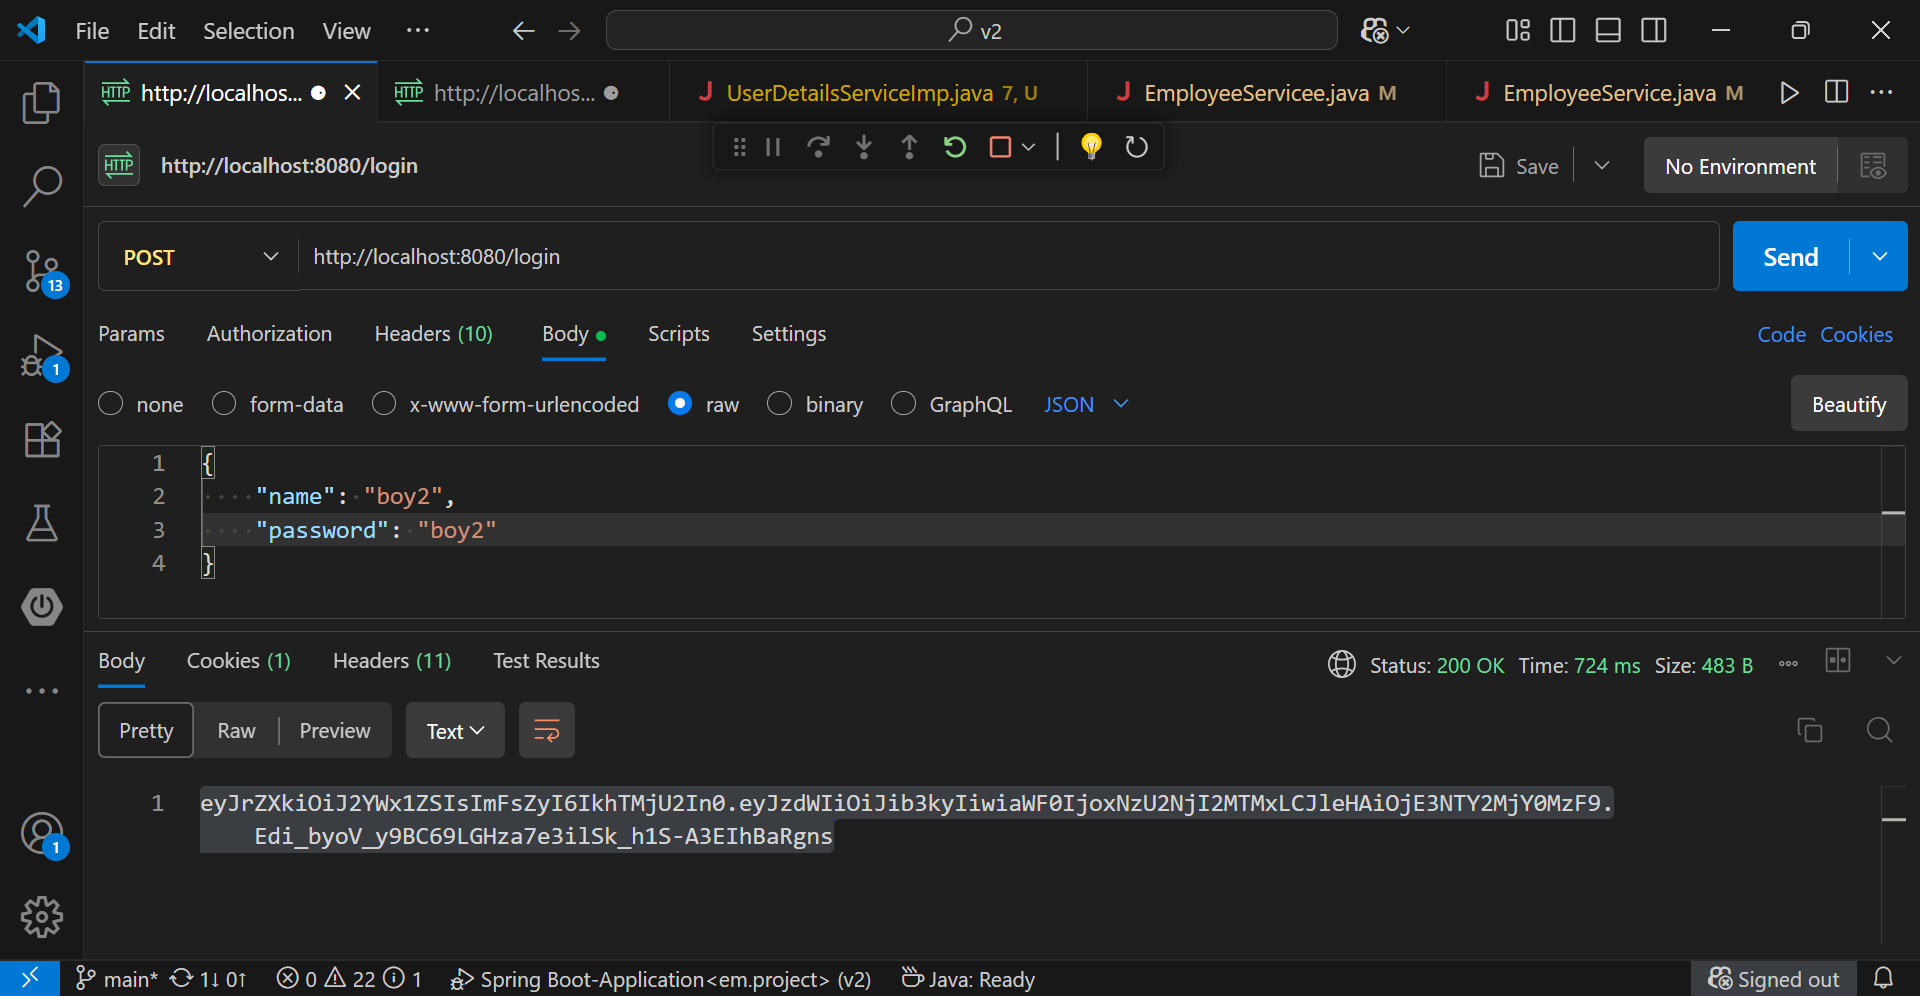 File Edit Selection View ··· v2
http://localhos... http://localhos... UserDetailsServiceImp.java 7, U EmployeeServicee.java M EmployeeService.java M
HTTP http://localhost:8080/login Save No Environment
POST http://localhost:8080/login Send
Params Authorization Headers (10) Body Scripts Settings Code Cookies
none form-data x-www-form-urlencoded raw binary GraphQL JSON Beautify
1 {
2 "name": "boy2",
3 "password": "boy2"
4 }
Body Cookies (1) Headers (11) Test Results Status: 200 OK Time: 724 ms Size: 483 B
Pretty Raw Preview Text
1 eyJrZXkiOiJ2YWx1ZSIsImFsZyI6IkhTMjU2In0.eyJzdWIiOiJib3kyIiwiaWF0IjoxNzU2NjI2MTMxLCJleHAiOjE3NTY2MjY0MzF9.
Edi_byoV_y9BC69LGHza7e3ilSk_h1S-A3EIhBaRgns
13
1
1
main* 1↓ 0↑ 0 22 1 Spring Boot-Application<em.project> (v2) Java: Ready Signed out